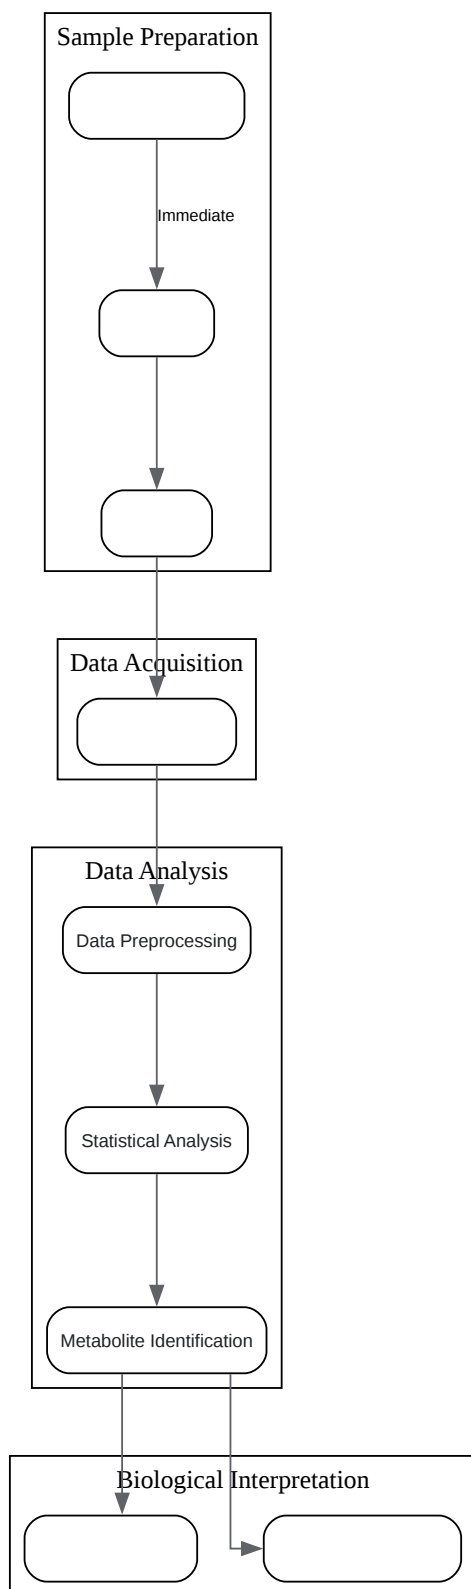 Sample Preparation
Immediate
Data Acquisition
Data Analysis
Data Preprocessing
Statistical Analysis
Metabolite Identification
Biological Interpretation